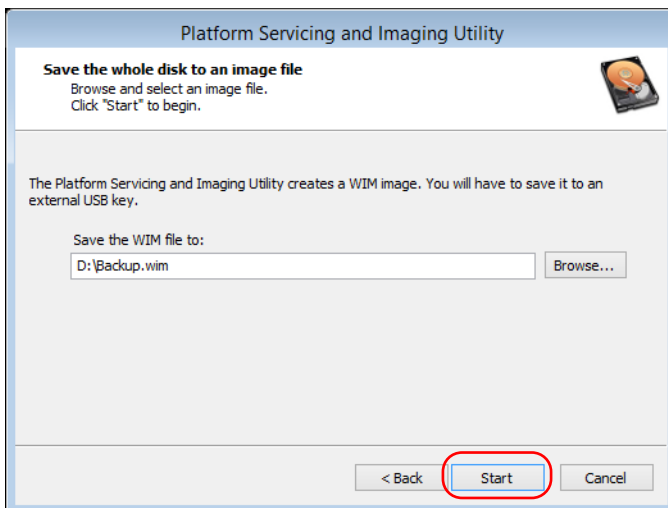 Platform Servicing and Imaging Utility
Save the whole disk to an image file
Browse and select an image file.
Click "Start" to begin.
The Platform Servicing and Imaging Utility creates a WIM image. You will have to save it to an
external USB key.
Save the WIM file to:
D:\Backup.wim
Browse...
< Back
Start
Cancel